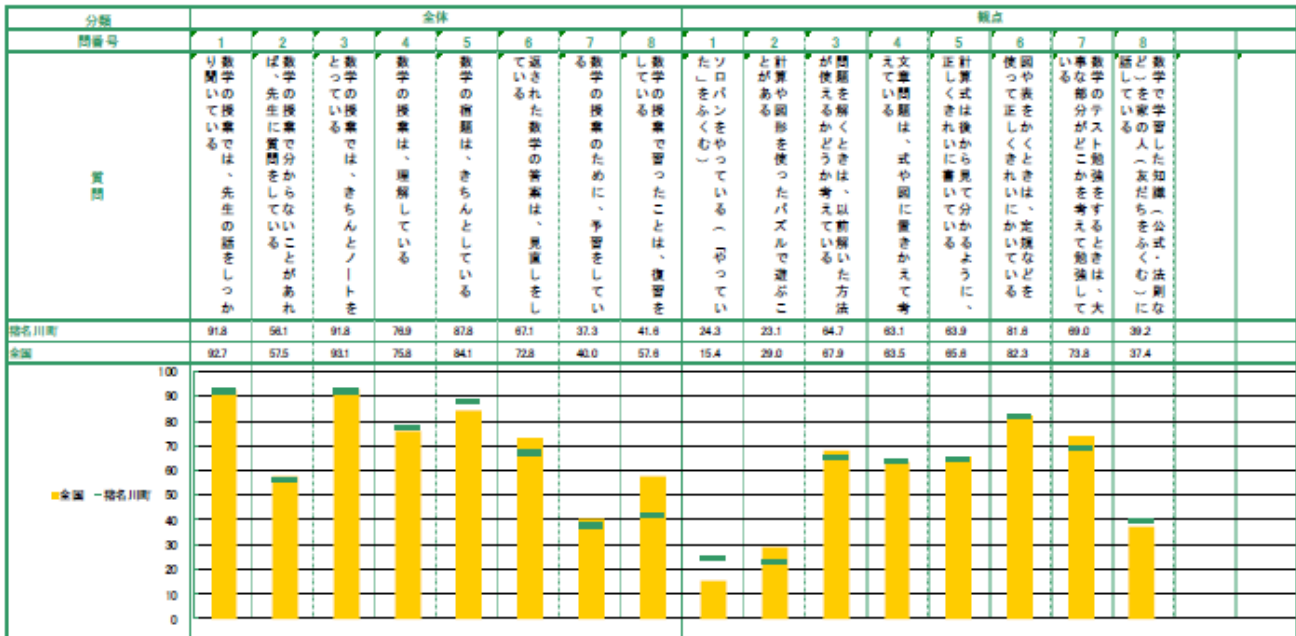 分類 全体 観点
問番号 1 2 3 4 5 6 7 8 1 2 3 4 5 6 7 8
質問
数学の授業では、先生の話をしっか
り聞いている
数学の授業で分からないことがあれ
ば、先生に質問をしている
数学の授業では、きちんとノートを
とっている
数学の授業は、理解している
数学の宿題は、きちんとしている
返された数学の答案は、見直しをし
ている
数学の授業のために、予習をしてい
る
数学の授業で習ったことは、復習を
している
ソロバンをやっている(「やってい
た」をふくむ)
計算や図形を使ったパズルで遊ぶこ
とがある
問題を解くときは、以前解いた方法
が使えるかどうか考えている
文章問題は、式や図に置きかえて考
えている
計算式は後から見て分かるように、
正しくきれいに書いている
図や表をかくときは、定規などを
使って正しくきれいにかいている
数学のテスト勉強をするときは、大
事な部分がどこかを考えて勉強して
いる
数学で学習した知識(公式・法則な
ど)を家の人(友だちをふくむ)に
話している
猪名川町 91.8 56.1 91.8 76.9 87.8 67.1 37.3 41.6 24.3 23.1 64.7 63.1 63.9 81.6 69.0 39.2
全国 92.7 57.5 93.1 75.8 84.1 72.8 40.0 57.6 15.4 29.0 67.9 63.5 65.6 82.3 73.8 37.4
100
90
80
70
60
50
40
30
20
10
0
全国 猪名川町